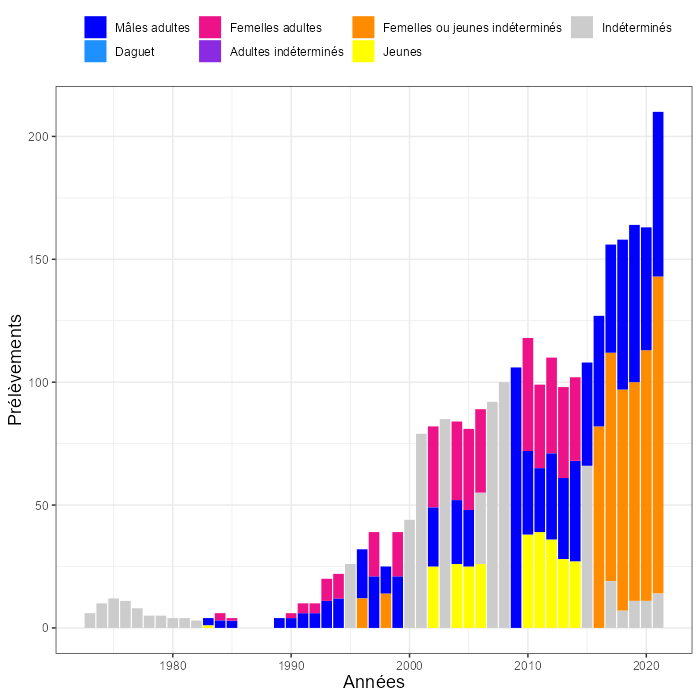 Mâles adultes Femelles adultes Femelles ou jeunes indéterminés Indéterminés
Daguet Adultes indéterminés Jeunes
200
150
100
50
0
Prélèvements
1980 1990 2000 2010 2020
Années